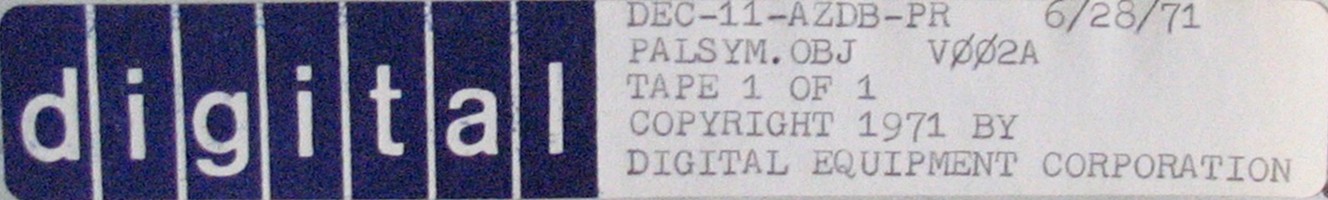 digital
DEC-11-AZDB-PR 6/28/71
PALSYM.OBJ VØØ2A
TAPE 1 OF 1
COPYRIGHT 1971 BY
DIGITAL EQUIPMENT CORPORATION